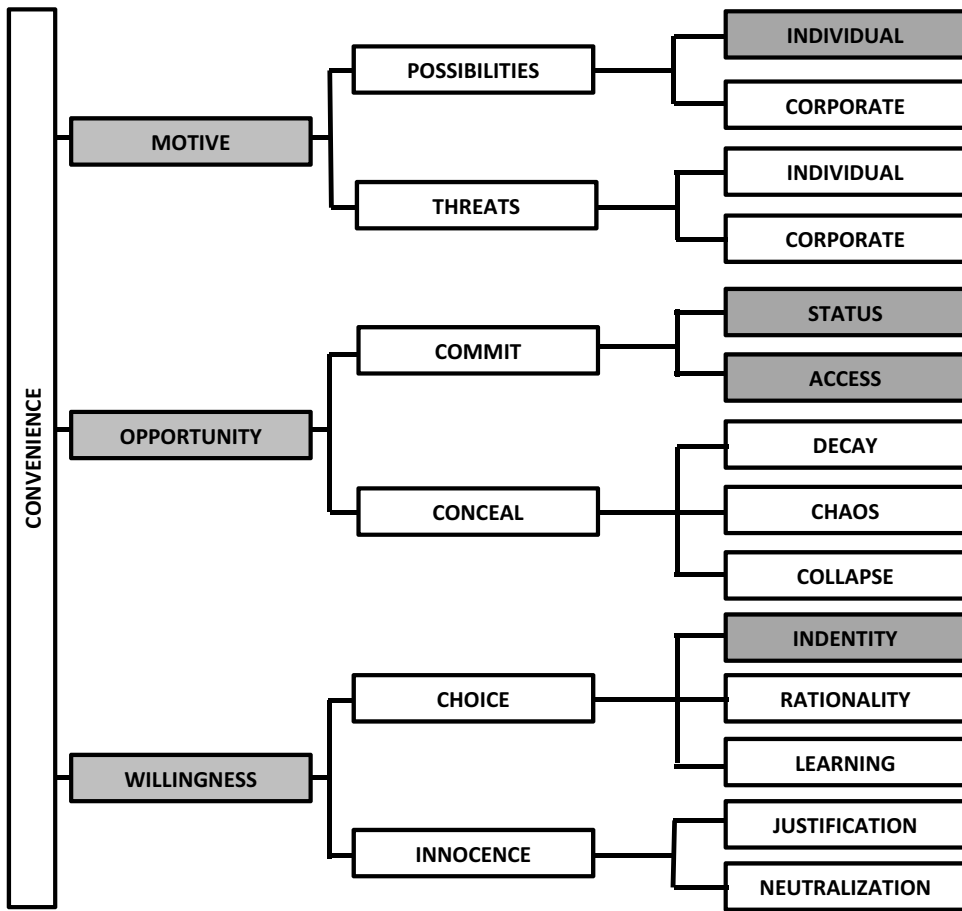 CONVENIENCE
MOTIVE
POSSIBILITIES
INDIVIDUAL
CORPORATE
THREATS
INDIVIDUAL
CORPORATE
OPPORTUNITY
COMMIT
STATUS
ACCESS
CONCEAL
DECAY
CHAOS
COLLAPSE
WILLINGNESS
CHOICE
INDENTITY
RATIONALITY
LEARNING
INNOCENCE
JUSTIFICATION
NEUTRALIZATION